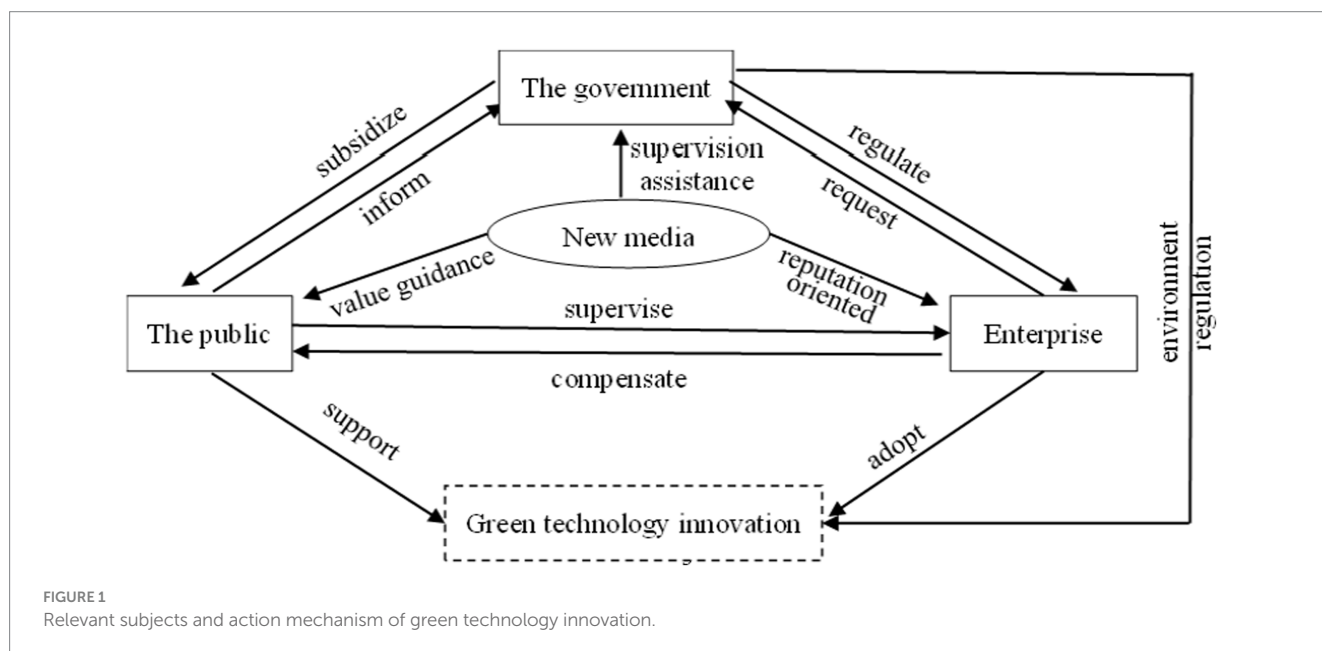 The government
subsidize
inform
supervision
assistance
regulate
request
New media
value guidance
reputation
oriented
environment
regulation
The public
supervise
Enterprise
compensate
support
adopt
Green technology innovation
FIGURE 1
Relevant subjects and action mechanism of green technology innovation.